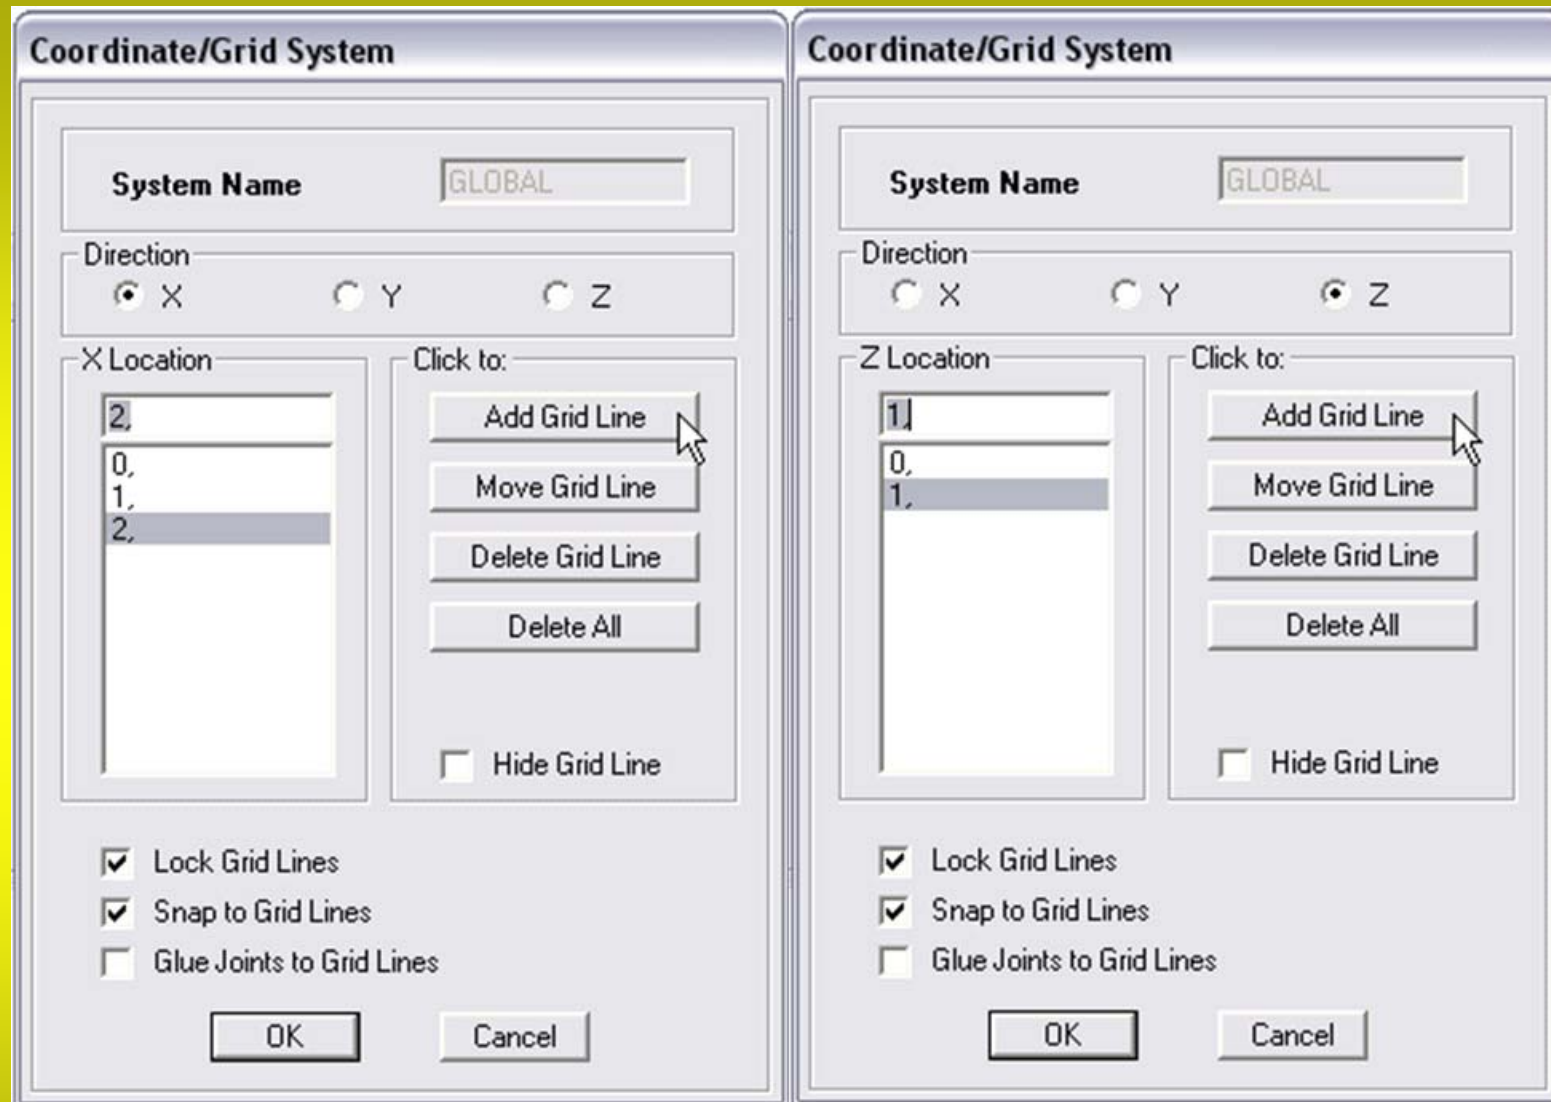 Coordinate/Grid System
System Name GLOBAL
Direction
X Y Z
X Location
2,
0,
1,
2,
Click to:
Add Grid Line
Move Grid Line
Delete Grid Line
Delete All
Hide Grid Line
Lock Grid Lines
Snap to Grid Lines
Glue Joints to Grid Lines
OK Cancel
Coordinate/Grid System
System Name GLOBAL
Direction
X Y Z
Z Location
1,
0,
1,
Click to:
Add Grid Line
Move Grid Line
Delete Grid Line
Delete All
Hide Grid Line
Lock Grid Lines
Snap to Grid Lines
Glue Joints to Grid Lines
OK Cancel